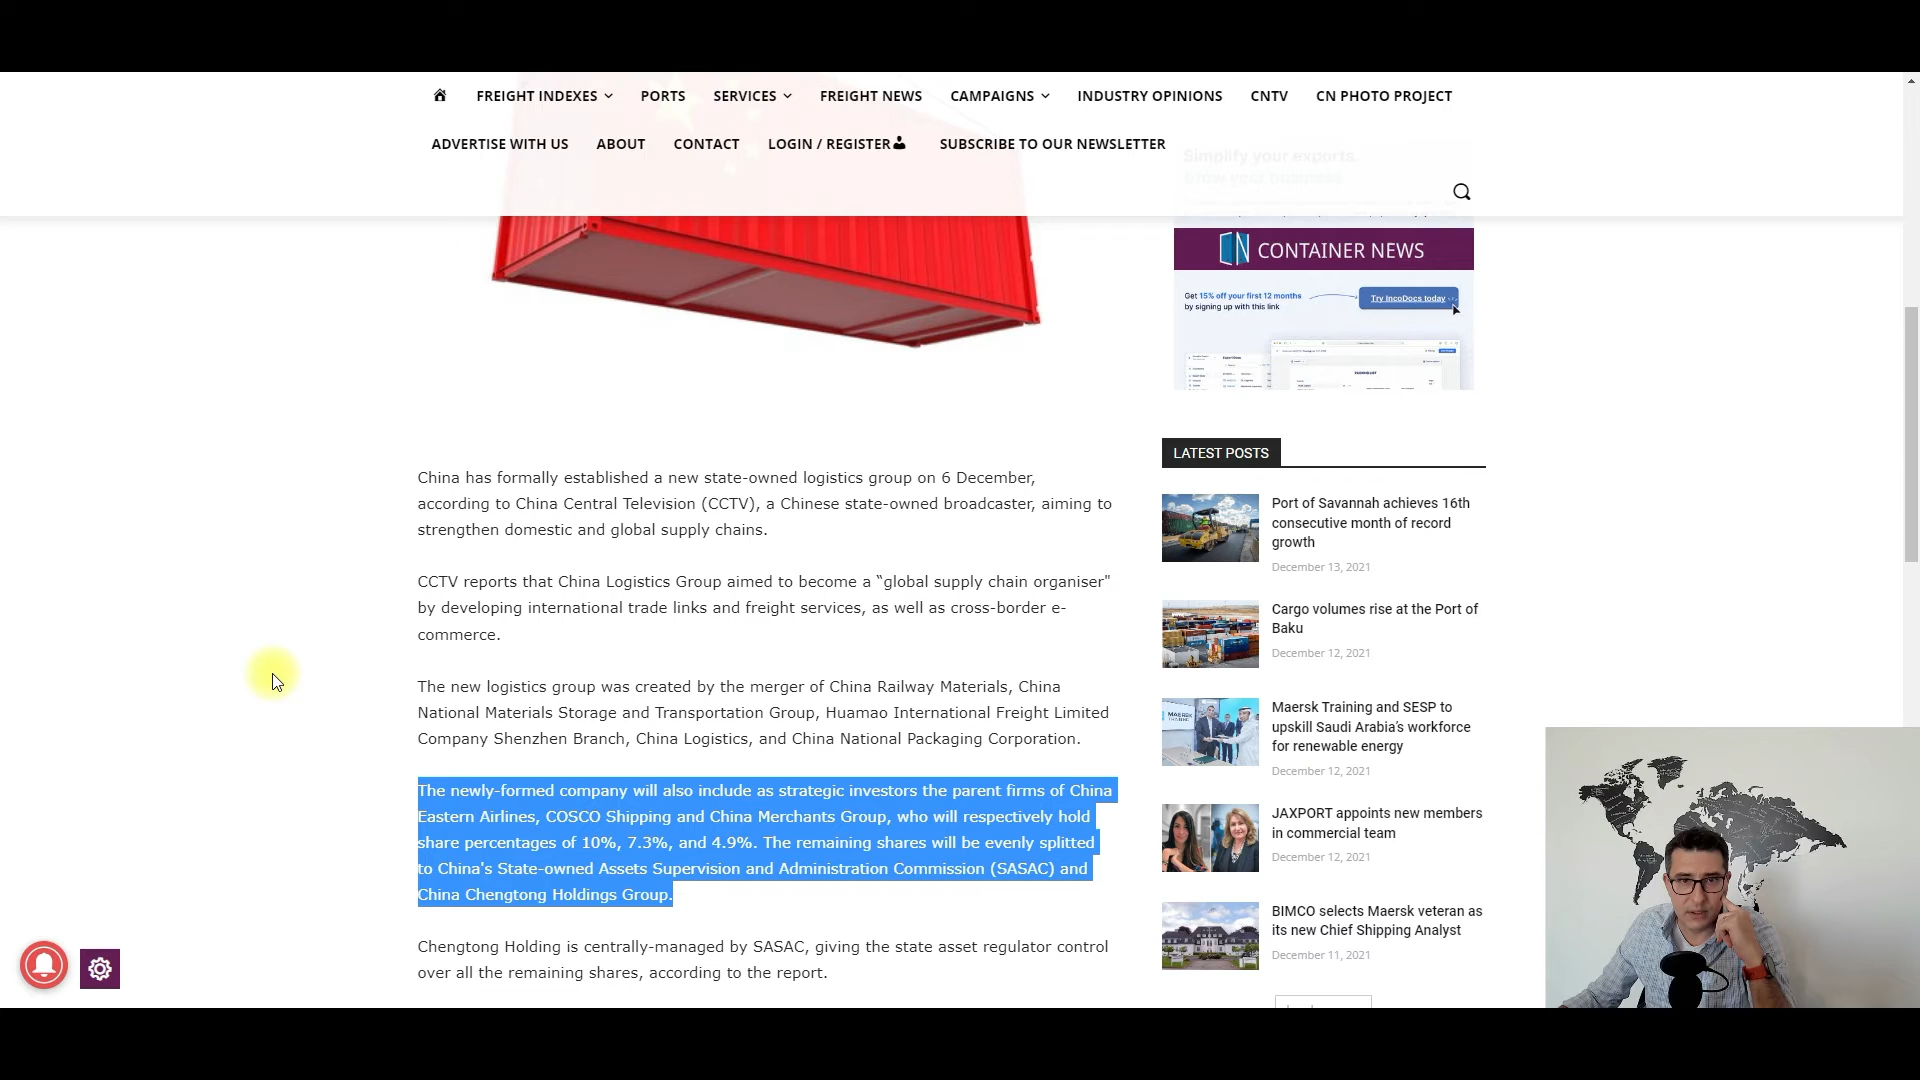 FREIGHT INDEXES
PORTS
SERVICES
FREIGHT NEWS
CAMPAIGNS
INDUSTRY OPINIONS
CNTV
CN PHOTO PROJECT
ADVERTISE WITH US
ABOUT
CONTACT
LOGIN / REGISTER
SUBSCRIBE TO OUR NEWSLETTER
Simplify your exports.
Grow your business
CONTAINER NEWS
Get 15% off your first 12 months
by signing up with this link
Try IncoDocs today
China has formally established a new state-owned logistics group on 6 December,
according to China Central Television (CCTV), a Chinese state-owned broadcaster, aiming to
strengthen domestic and global supply chains.
CCTV reports that China Logistics Group aimed to become a “global supply chain organiser"
by developing international trade links and freight services, as well as cross-border e-
commerce.
The new logistics group was created by the merger of China Railway Materials, China
National Materials Storage and Transportation Group, Huamao International Freight Limited
Company Shenzhen Branch, China Logistics, and China National Packaging Corporation.
The newly-formed company will also include as strategic investors the parent firms of China
Eastern Airlines, COSCO Shipping and China Merchants Group, who will respectively hold
share percentages of 10%, 7.3%, and 4.9%. The remaining shares will be evenly splitted
to China's State-owned Assets Supervision and Administration Commission (SASAC) and
China Chengtong Holdings Group.
Chengtong Holding is centrally-managed by SASAC, giving the state asset regulator control
over all the remaining shares, according to the report.
LATEST POSTS
Port of Savannah achieves 16th
consecutive month of record
growth
December 13, 2021
Cargo volumes rise at the Port of
Baku
December 12, 2021
MAERSK
TRAINING
Maersk Training and SESP to
upskill Saudi Arabia’s workforce
for renewable energy
December 12, 2021
JAXPORT appoints new members
in commercial team
December 12, 2021
BIMCO selects Maersk veteran as
its new Chief Shipping Analyst
December 11, 2021